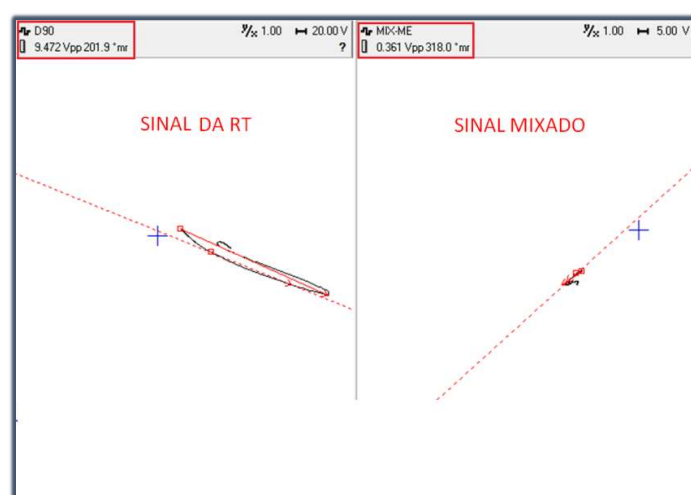 D90
y/x 1.00
20.00 V
9.472 Vpp 201.9 °mr
?
MIX-ME
y/x 1.00
5.00 V
0.361 Vpp 318.0 °mr
SINAL DA RT
SINAL MIXADO